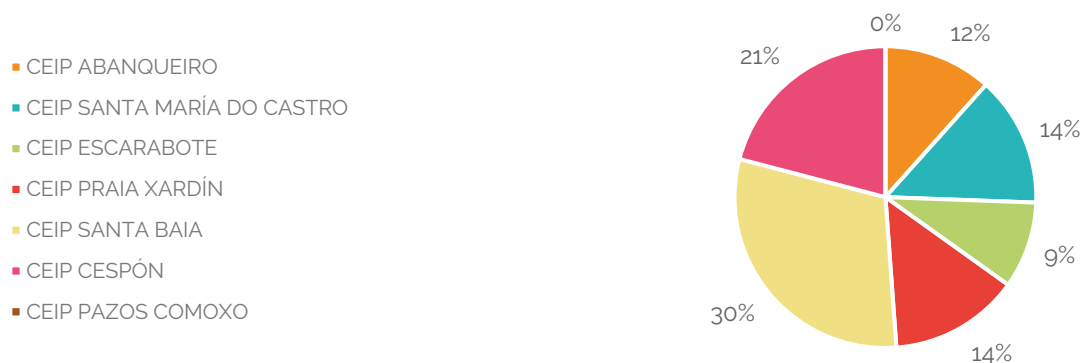 CEIP ABANQUEIRO
CEIP SANTA MARÍA DO CASTRO
CEIP ESCARABOTE
CEIP PRAIA XARDÍN
CEIP SANTA BAIA
CEIP CESPÓN
CEIP PAZOS COMOXO
0%
12%
14%
9%
14%
30%
21%